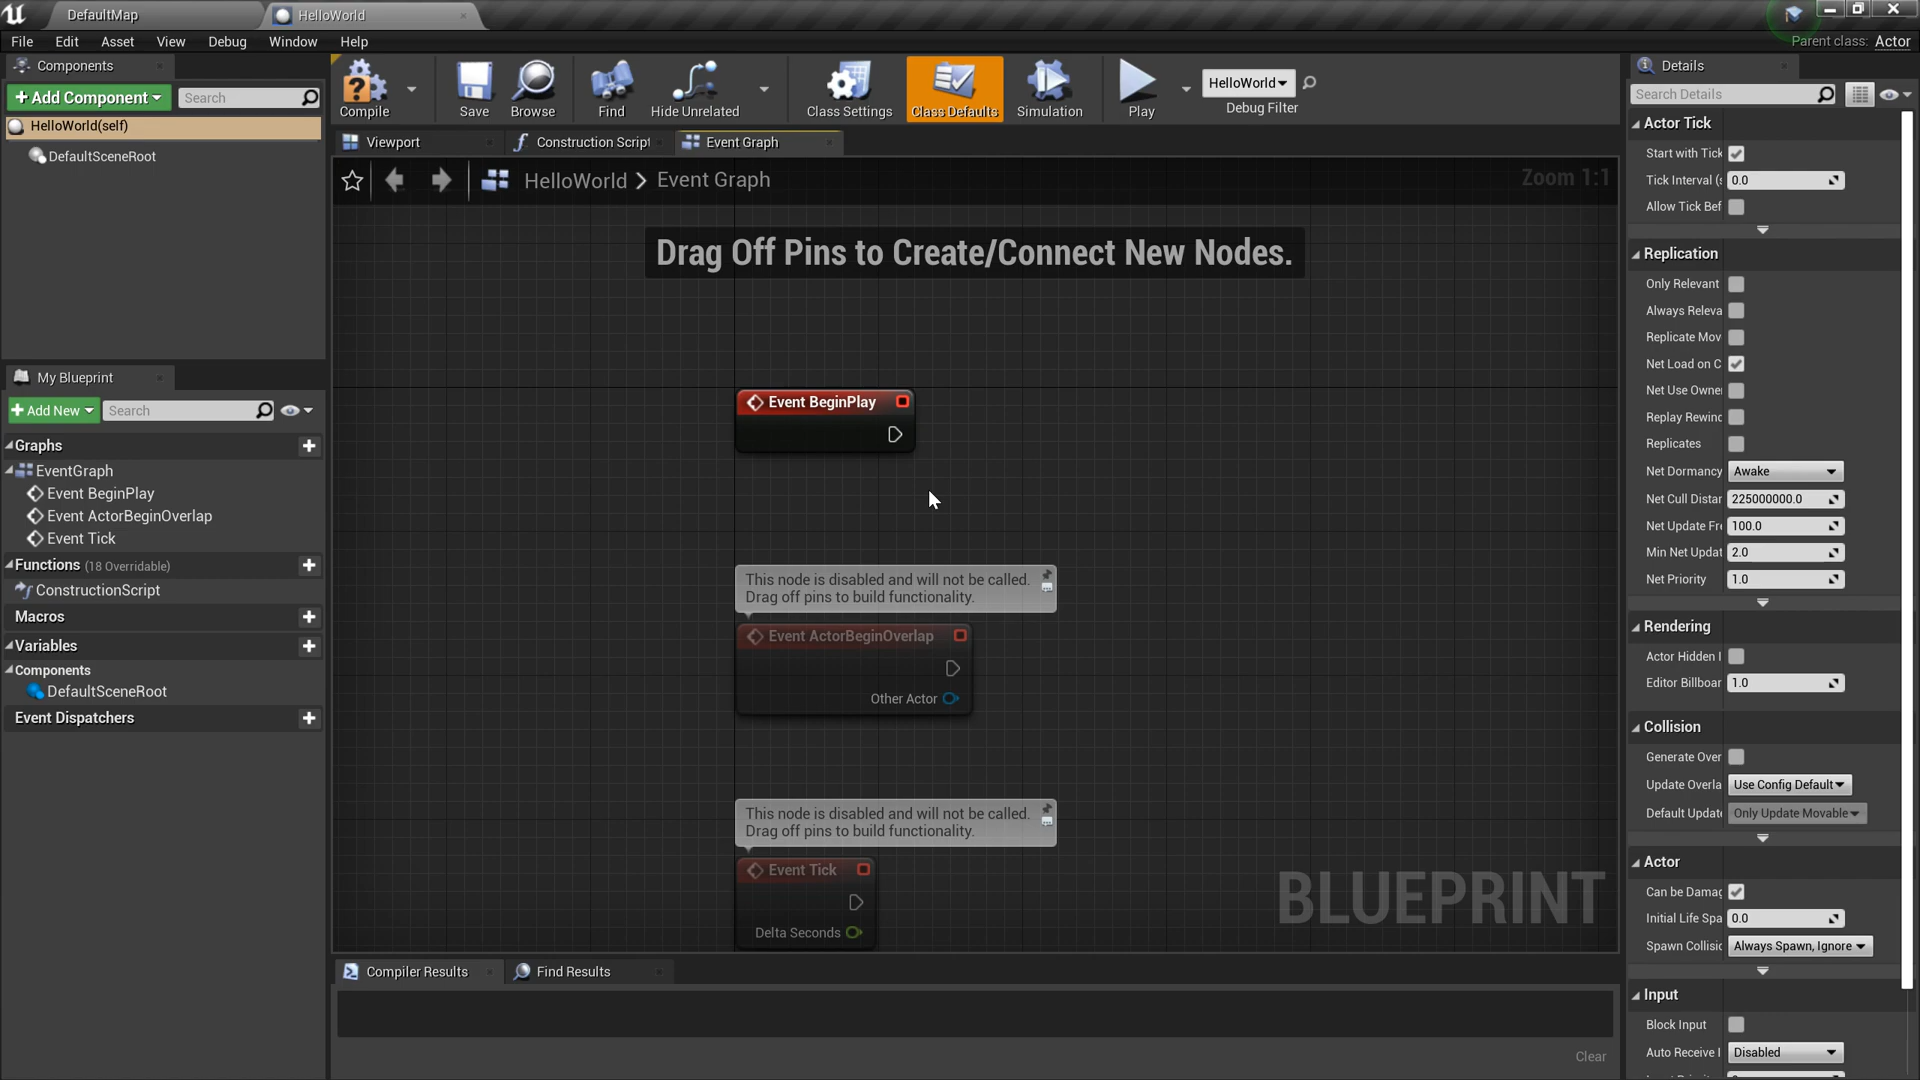 DefaultMap
HelloWorld
File
Edit
Asset
View
Debug
Window
Help
Parent class: Actor
Components
Add Component
Search
HelloWorld(self)
DefaultSceneRoot
My Blueprint
Add New
Search
Graphs
EventGraph
Event BeginPlay
Event ActorBeginOverlap
Event Tick
Functions (18 Overridable)
ConstructionScript
Macros
Variables
Components
DefaultSceneRoot
Event Dispatchers
Compile
Save
Browse
Find
Hide Unrelated
Class Settings
Class Defaults
Simulation
Play
HelloWorld
Debug Filter
Viewport
Construction Script
Event Graph
HelloWorld > Event Graph
Zoom 1:1
Drag Off Pins to Create/Connect New Nodes.
Event BeginPlay
This node is disabled and will not be called.
Drag off pins to build functionality.
Event ActorBeginOverlap
Other Actor
This node is disabled and will not be called.
Drag off pins to build functionality.
Event Tick
Delta Seconds
BLUEPRINT
Compiler Results
Find Results
Clear
Details
Search Details
Actor Tick
Start with Tick
Tick Interval (s 0.0
Allow Tick Bef
Replication
Only Relevant
Always Releva
Replicate Mov
Net Load on C
Net Use Owne
Replay Rewind
Replicates
Net Dormancy Awake
Net Cull Distan 225000000.0
Net Update Fre 100.0
Min Net Updat 2.0
Net Priority 1.0
Rendering
Actor Hidden I
Editor Billboar 1.0
Collision
Generate Over
Update Overla Use Config Default
Default Update Only Update Movable
Actor
Can be Damag
Initial Life Spa 0.0
Spawn Collisio Always Spawn, Ignore
Input
Block Input
Auto Receive I Disabled